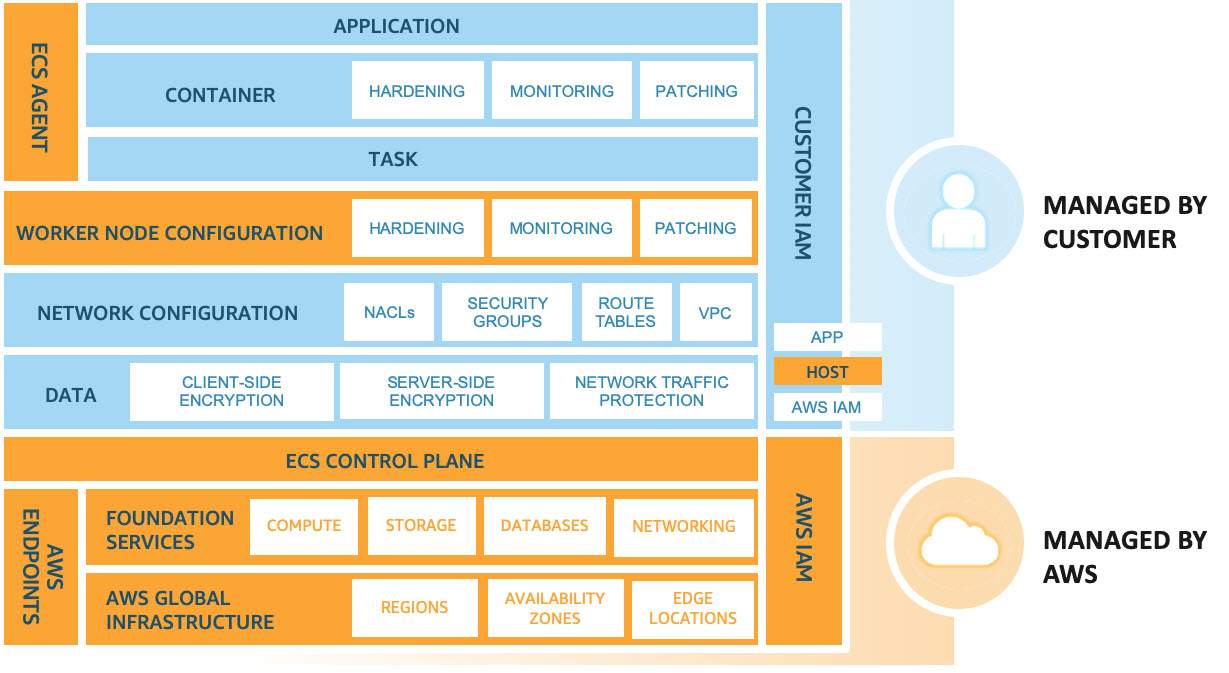 ECS AGENT
APPLICATION
CONTAINER
HARDENING
MONITORING
PATCHING
TASK
WORKER NODE CONFIGURATION
HARDENING
MONITORING
PATCHING
NETWORK CONFIGURATION
NACLs
SECURITY
GROUPS
ROUTE
TABLES
VPC
DATA
CLIENT-SIDE
ENCRYPTION
SERVER-SIDE
ENCRYPTION
NETWORK TRAFFIC
PROTECTION
CUSTOMER IAM
APP
HOST
AWS IAM
MANAGED BY
CUSTOMER
ECS CONTROL PLANE
AWS
ENDPOINTS
FOUNDATION
SERVICES
COMPUTE
STORAGE
DATABASES
NETWORKING
AWS GLOBAL
INFRASTRUCTURE
REGIONS
AVAILABILITY
ZONES
EDGE
LOCATIONS
AWS IAM
MANAGED BY
AWS